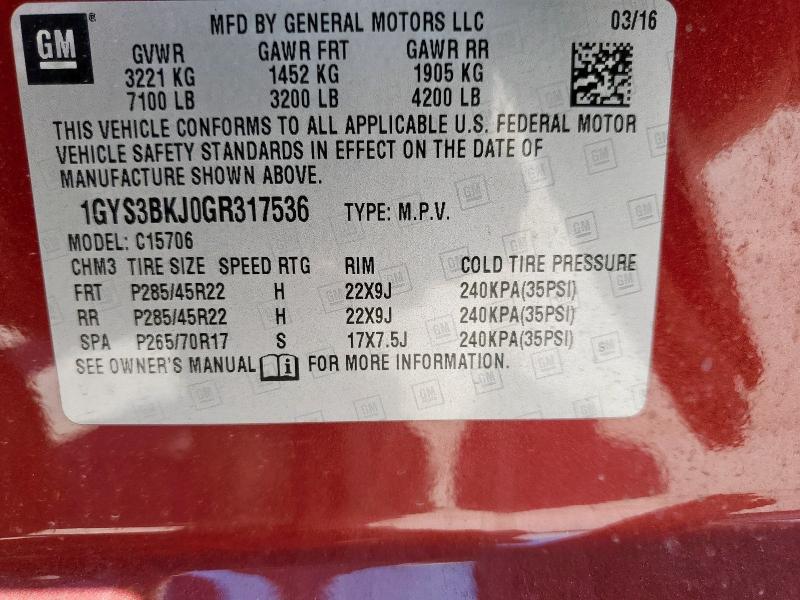 GM
MFD BY GENERAL MOTORS LLC 03/16
GVWR GAWR FRT GAWR RR
3221 KG 1452 KG 1905 KG
7100 LB 3200 LB 4200 LB
THIS VEHICLE CONFORMS TO ALL APPLICABLE U.S. FEDERAL MOTOR
VEHICLE SAFETY STANDARDS IN EFFECT ON THE DATE OF
MANUFACTURE SHOWN ABOVE.
1GYS3BKJ0GR317536 TYPE: M.P.V.
MODEL: C15706
CHM3 TIRE SIZE SPEED RTG RIM COLD TIRE PRESSURE
FRT P285/45R22 H 22X9J 240KPA(35PSI)
RR P285/45R22 H 22X9J 240KPA(35PSI)
SPA P265/70R17 S 17X7.5J 240KPA(35PSI)
SEE OWNER'S MANUAL i FOR MORE INFORMATION.